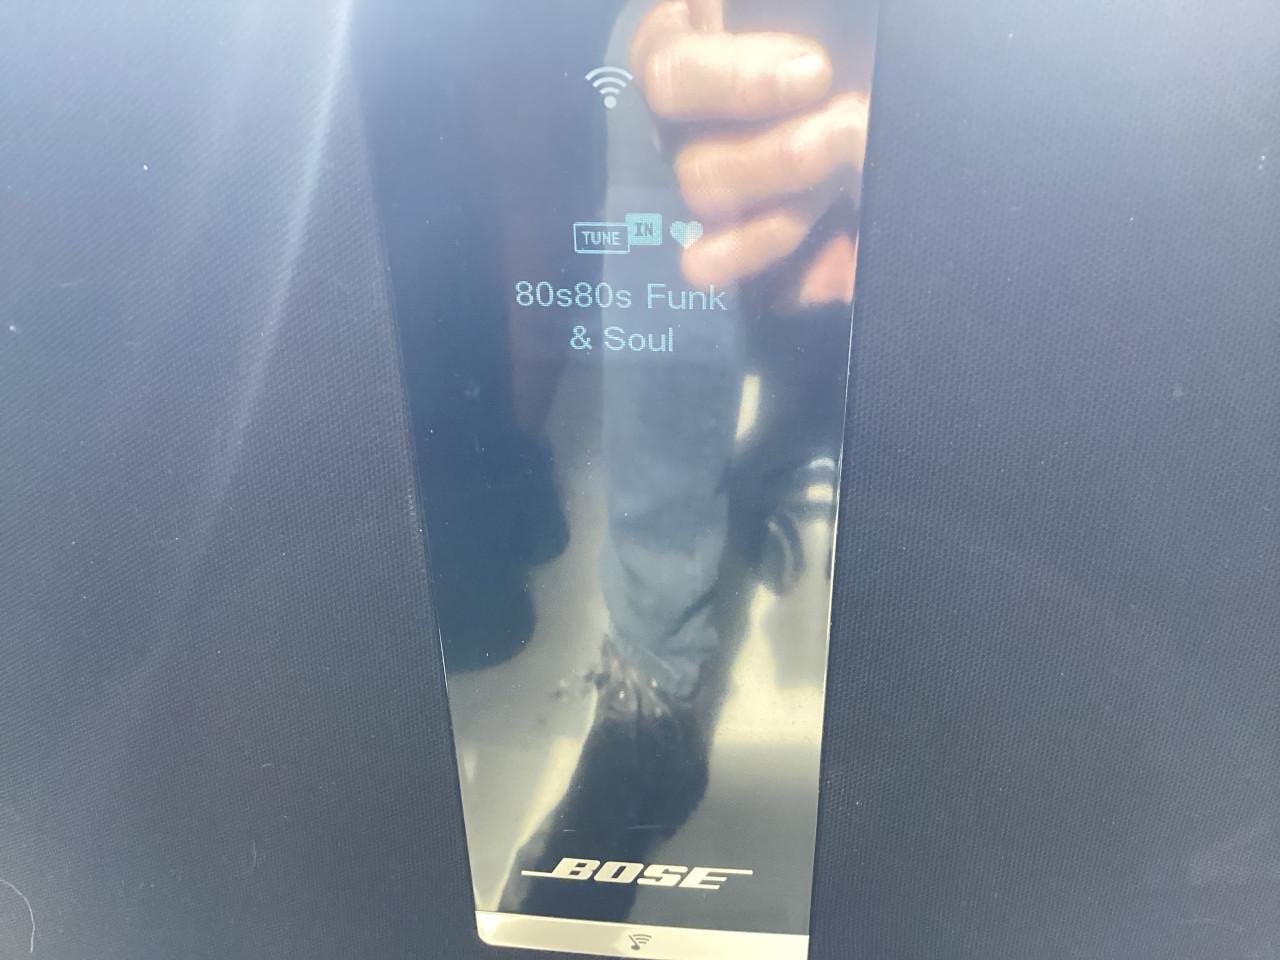 TUNE IN
80s80s Funk
& Soul
BOSE